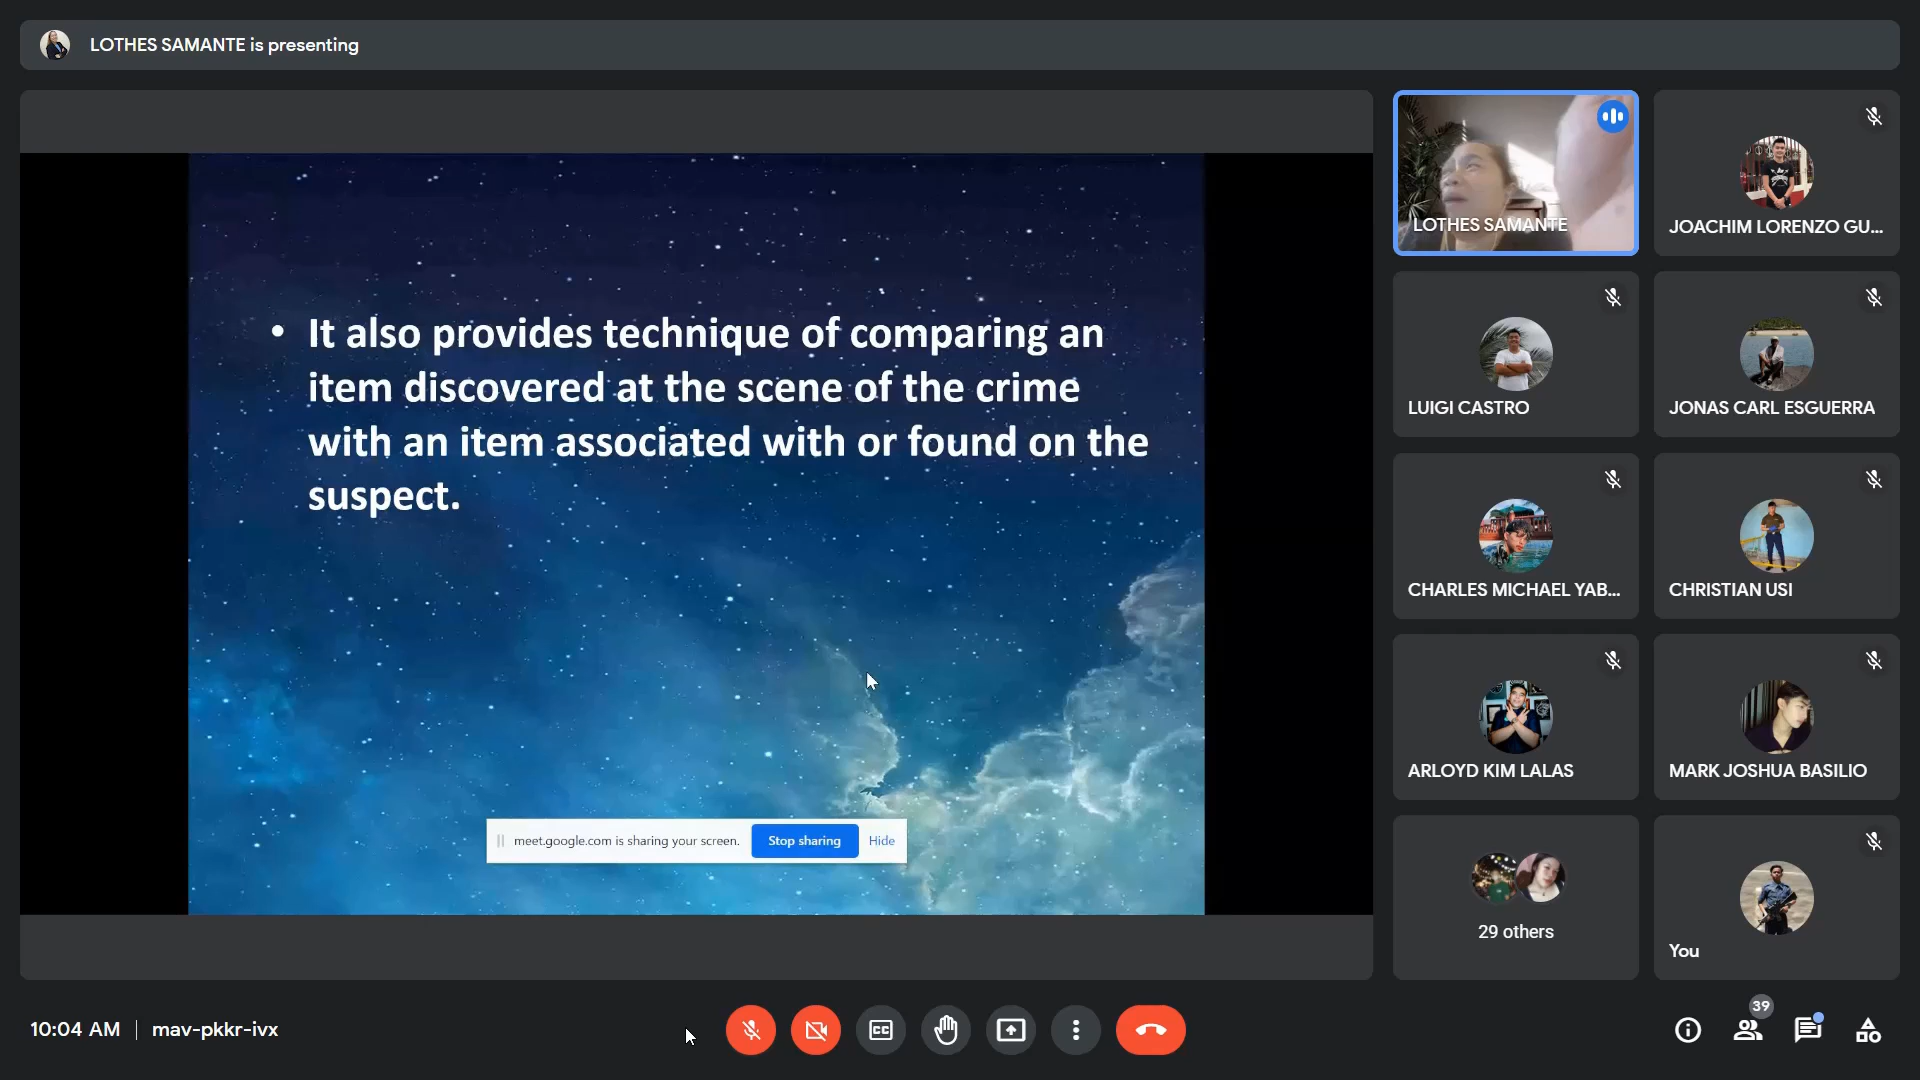 LOTHES SAMANTE is presenting
• It also provides technique of comparing an
item discovered at the scene of the crime
with an item associated with or found on the
suspect.
meet.google.com is sharing your screen. Stop sharing Hide
LOTHES SAMANTE
JOACHIM LORENZO GU...
LUIGI CASTRO
JONAS CARL ESGUERRA
CHARLES MICHAEL YAB...
CHRISTIAN USI
ARLOYD KIM LALAS
MARK JOSHUA BASILIO
29 others
You
10:04 AM | mav-pkkr-ivx
CC
39